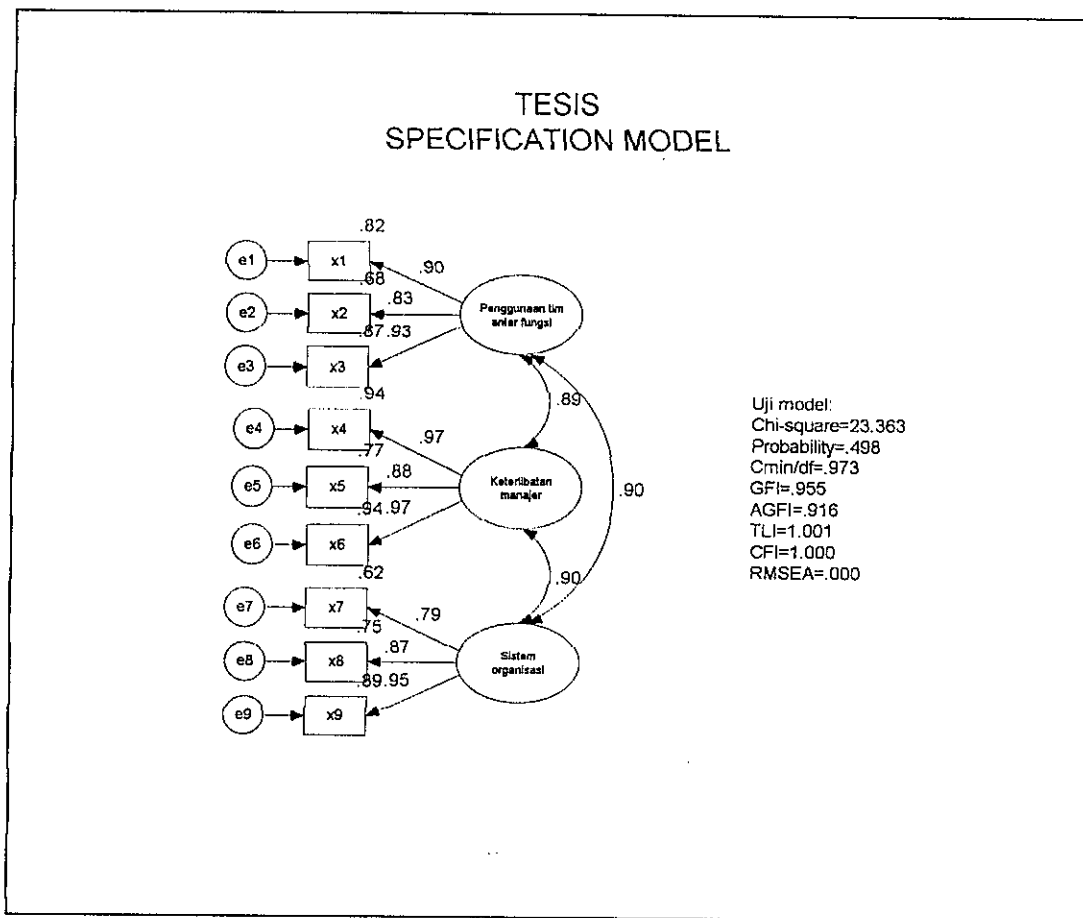 TESIS
SPECIFICATION MODEL
.82
e1 x1 .90
.68
e2 x2 .83
.87 .93
e3 x3
.94
Penggunaan tim
antar fungsi
.89
e4 x4 .97
.77
e5 x5 .88
.94 .97
e6 x6
.62
Keterlibatan
manajer
.90
.90
e7 x7 .79
.75
e8 x8 .87
.89 .95
e9 x9
Sistem
organisasi
Uji model:
Chi-square=23.363
Probability=.498
Cmin/df=.973
GFI=.955
AGFI=.916
TLI=1.001
CFI=1.000
RMSEA=.000